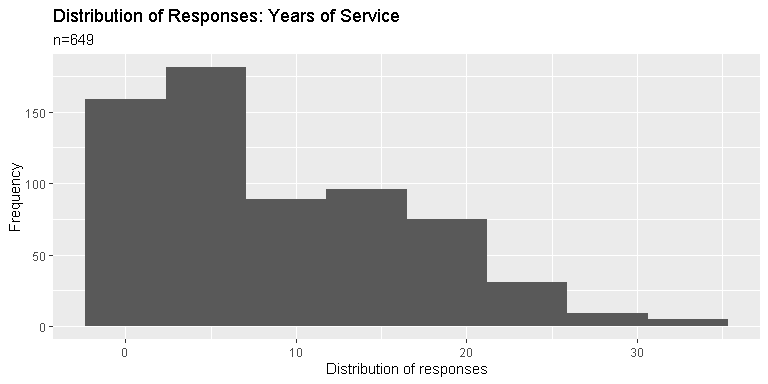 Distribution of Responses: Years of Service
n=649
150
100
50
0
Frequency
0 10 20 30
Distribution of responses